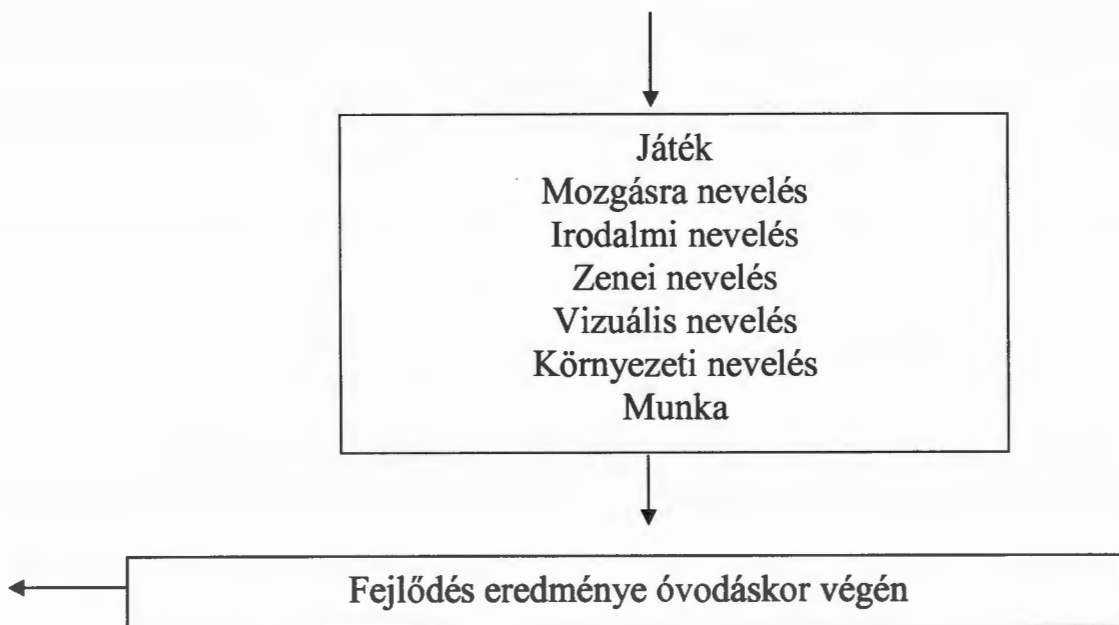 Játék
Mozgásra nevelés
Irodalmi nevelés
Zenei nevelés
Vizuális nevelés
Környezeti nevelés
Munka
Fejlődés eredménye óvodáskor végén